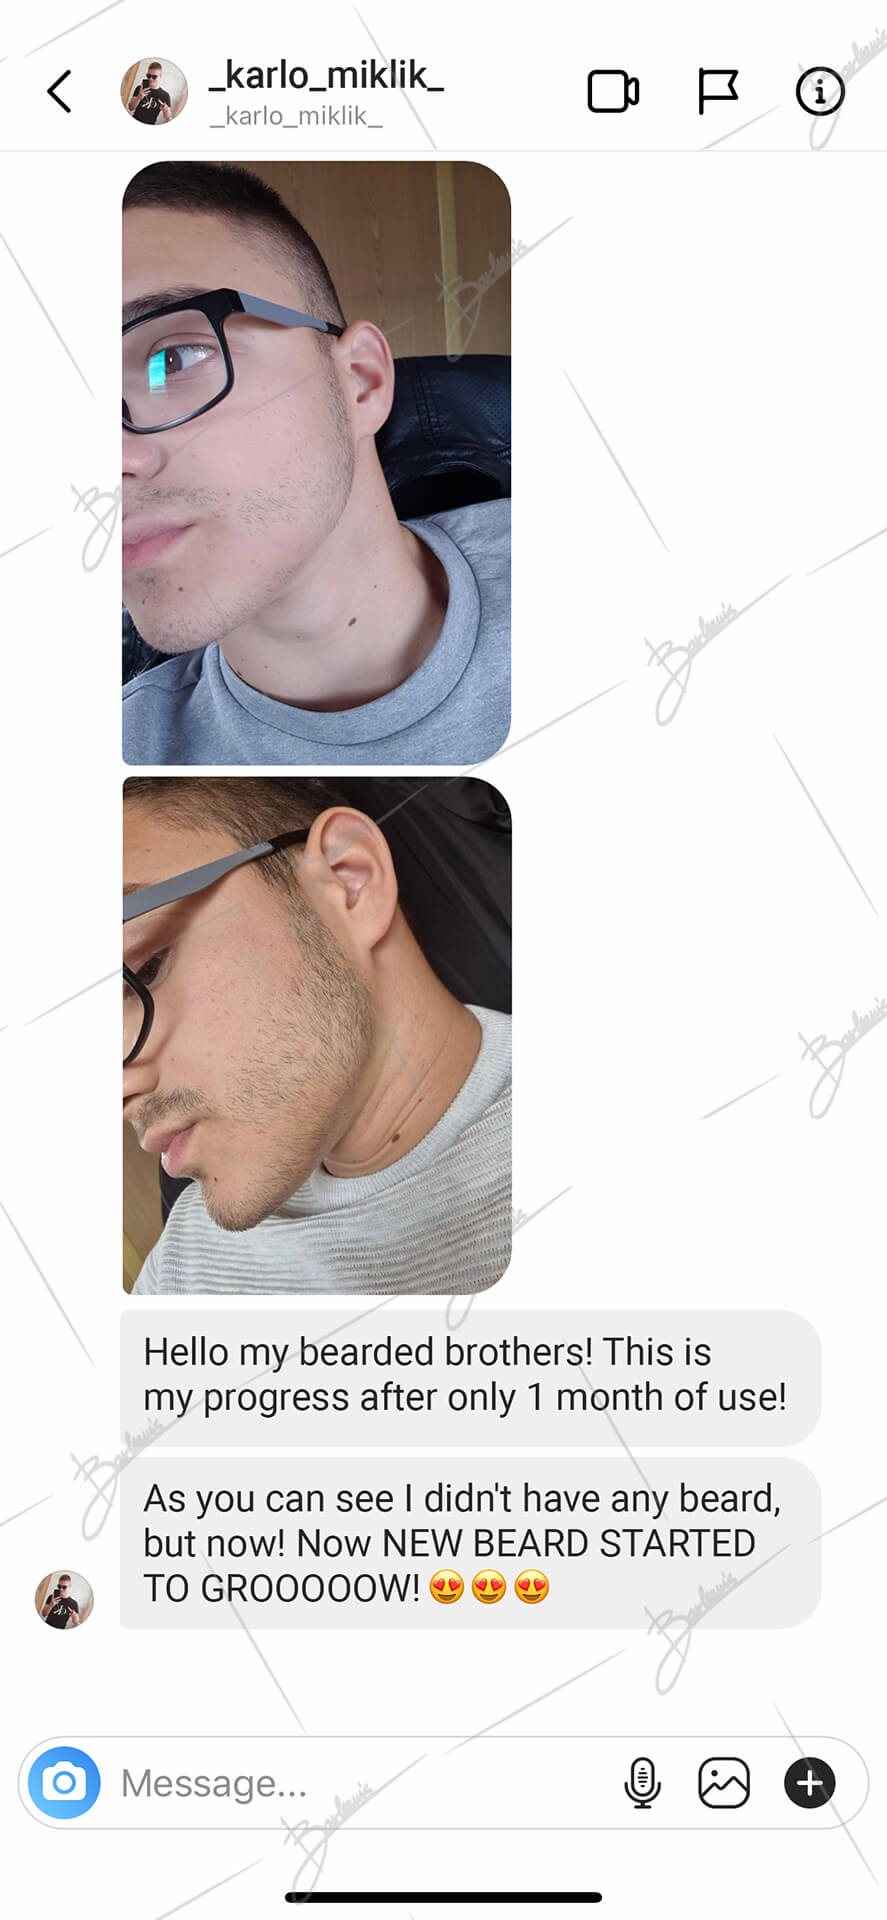 _karlo_miklik_
_karlo_miklik_
Hello my bearded brothers! This is
my progress after only 1 month of use!
As you can see I didn't have any beard,
but now! Now NEW BEARD STARTED
TO GROOOOOW! 😍😍😍
Message...